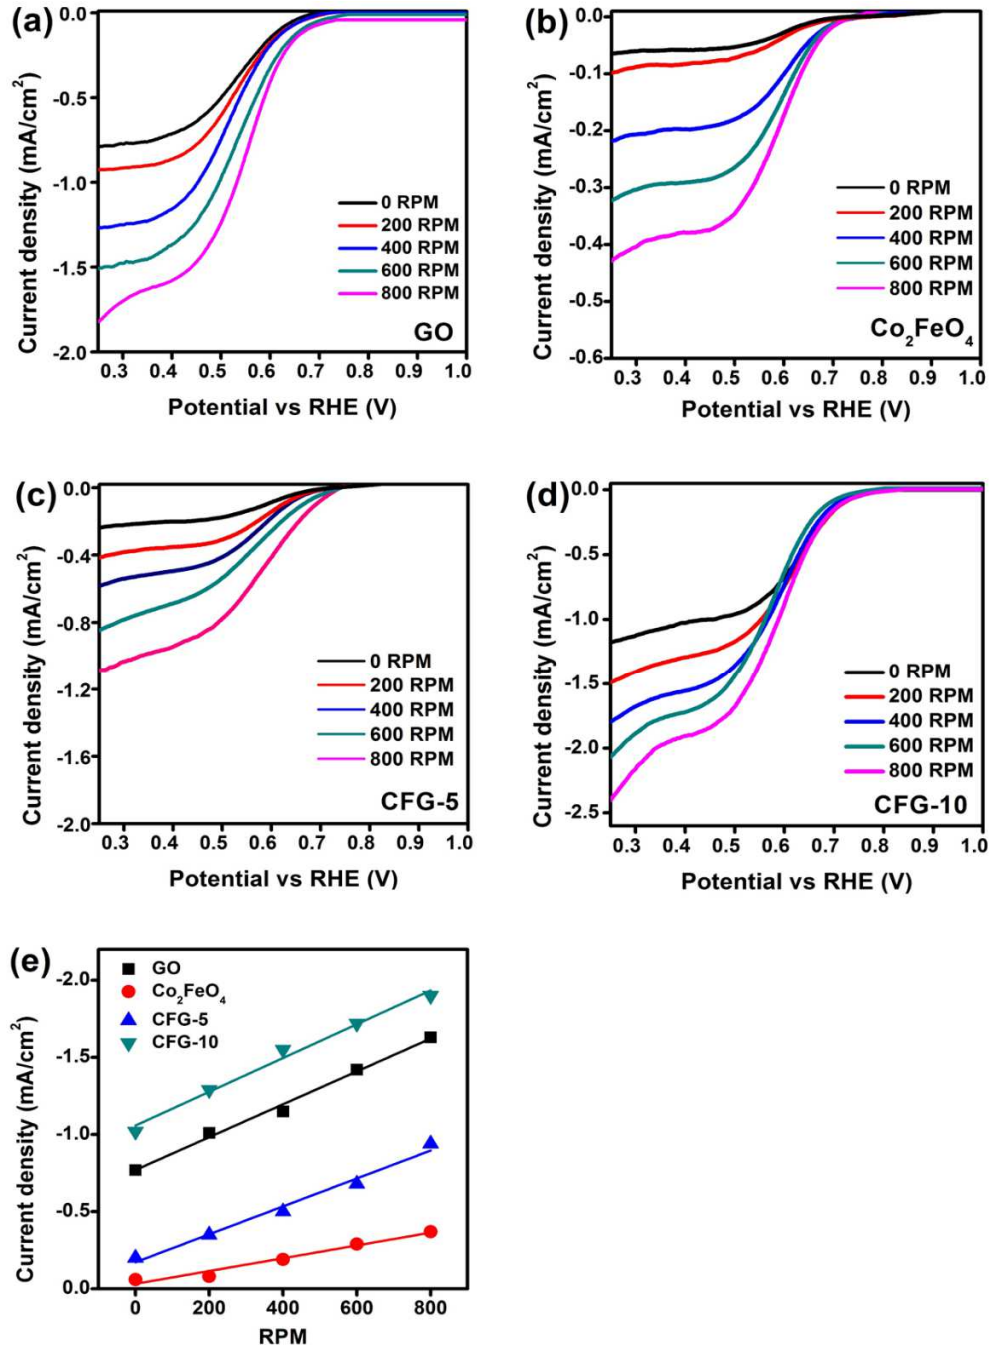 (a)
0.0
-0.5
-1.0
-1.5
-2.0
Current density (mA/cm²)
0 RPM
200 RPM
400 RPM
600 RPM
800 RPM
GO
0.3 0.4 0.5 0.6 0.7 0.8 0.9 1.0
Potential vs RHE (V)
(b)
0.0
-0.1
-0.2
-0.3
-0.4
-0.5
-0.6
Current density (mA/cm²)
0 RPM
200 RPM
400 RPM
600 RPM
800 RPM
Co₂FeO₄
0.3 0.4 0.5 0.6 0.7 0.8 0.9 1.0
Potential vs RHE (V)
(c)
0.0
-0.4
-0.8
-1.2
-1.6
-2.0
Current density (mA/cm²)
0 RPM
200 RPM
400 RPM
600 RPM
800 RPM
CFG-5
0.3 0.4 0.5 0.6 0.7 0.8 0.9 1.0
Potential vs RHE (V)
(d)
0.0
-0.5
-1.0
-1.5
-2.0
-2.5
Current density (mA/cm²)
0 RPM
200 RPM
400 RPM
600 RPM
800 RPM
CFG-10
0.3 0.4 0.5 0.6 0.7 0.8 0.9 1.0
Potential vs RHE (V)
(e)
-2.0
-1.5
-1.0
-0.5
0.0
Current density (mA/cm²)
GO
Co₂FeO₄
CFG-5
CFG-10
0 200 400 600 800
RPM